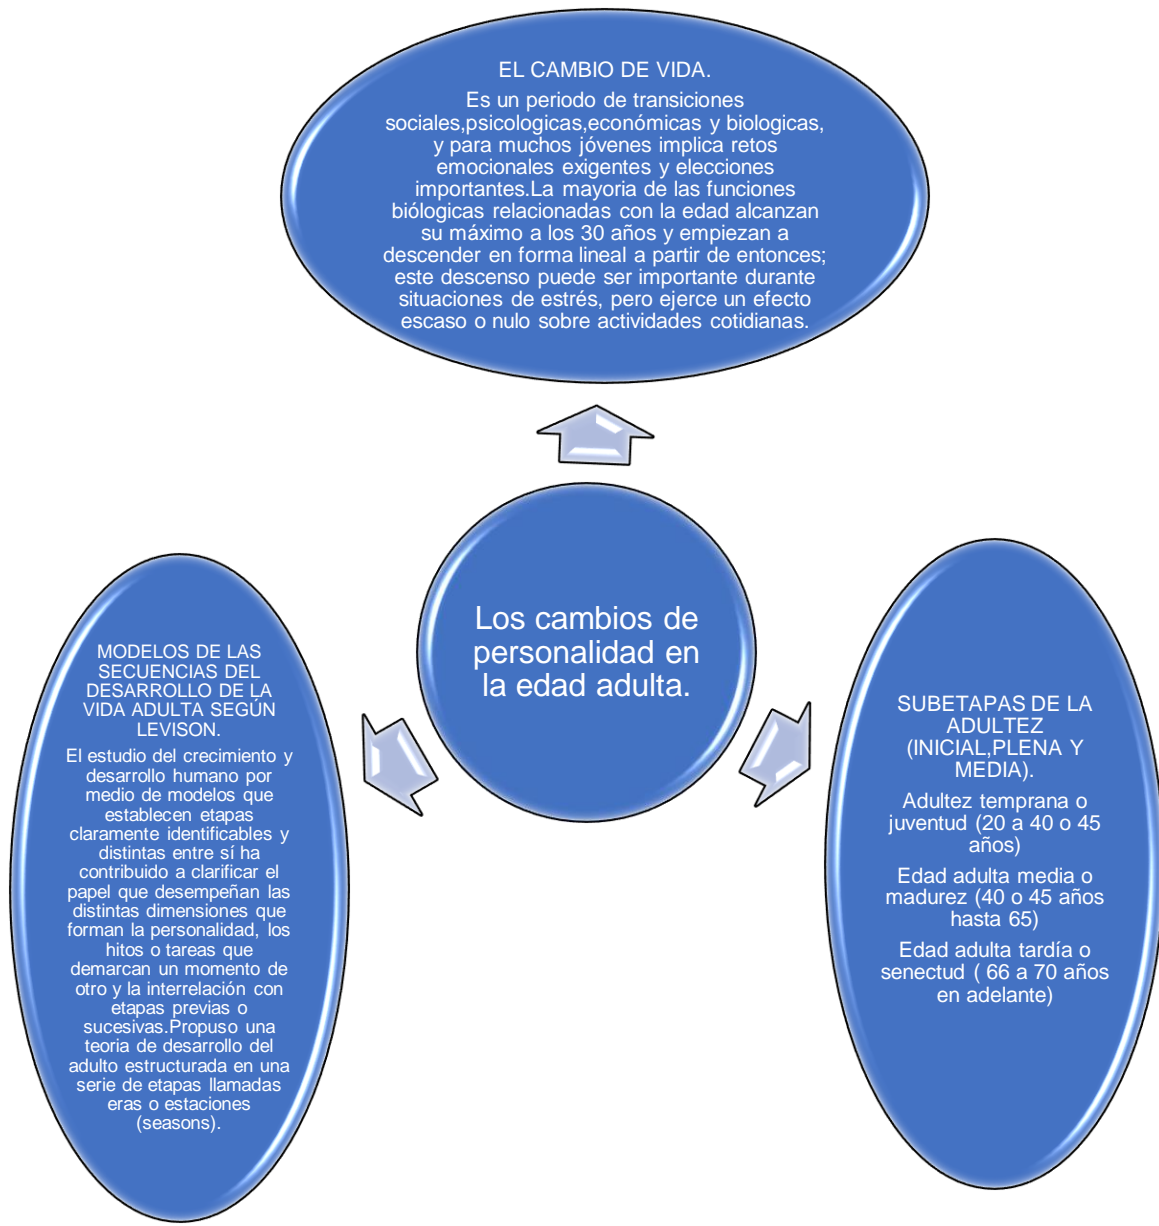 EL CAMBIO DE VIDA.
Es un periodo de transiciones
sociales,psicologicas,económicas y biologicas,
y para muchos jóvenes implica retos
emocionales exigentes y elecciones
importantes.La mayoria de las funciones
biólogicas relacionadas con la edad alcanzan
su máximo a los 30 años y empiezan a
descender en forma lineal a partir de entonces;
este descenso puede ser importante durante
situaciones de estrés, pero ejerce un efecto
escaso o nulo sobre actividades cotidianas.
Los cambios de
personalidad en
la edad adulta.
MODELOS DE LAS
SECUENCIAS DEL
DESARROLLO DE LA
VIDA ADULTA SEGÚN
LEVISON.
El estudio del crecimiento y
desarrollo humano por
medio de modelos que
establecen etapas
claramente identificables y
distintas entre sí ha
contribuido a clarificar el
papel que desempeñan las
distintas dimensiones que
forman la personalidad, los
hitos o tareas que
demarcan un momento de
otro y la interrelación con
etapas previas o
sucesivas.Propuso una
teoria de desarrollo del
adulto estructurada en una
serie de etapas llamadas
eras o estaciones
(seasons).
SUBETAPAS DE LA
ADULTEZ
(INICIAL,PLENA Y
MEDIA).
Adultez temprana o
juventud (20 a 40 o 45
años)
Edad adulta media o
madurez (40 o 45 años
hasta 65)
Edad adulta tardía o
senectud ( 66 a 70 años
en adelante)